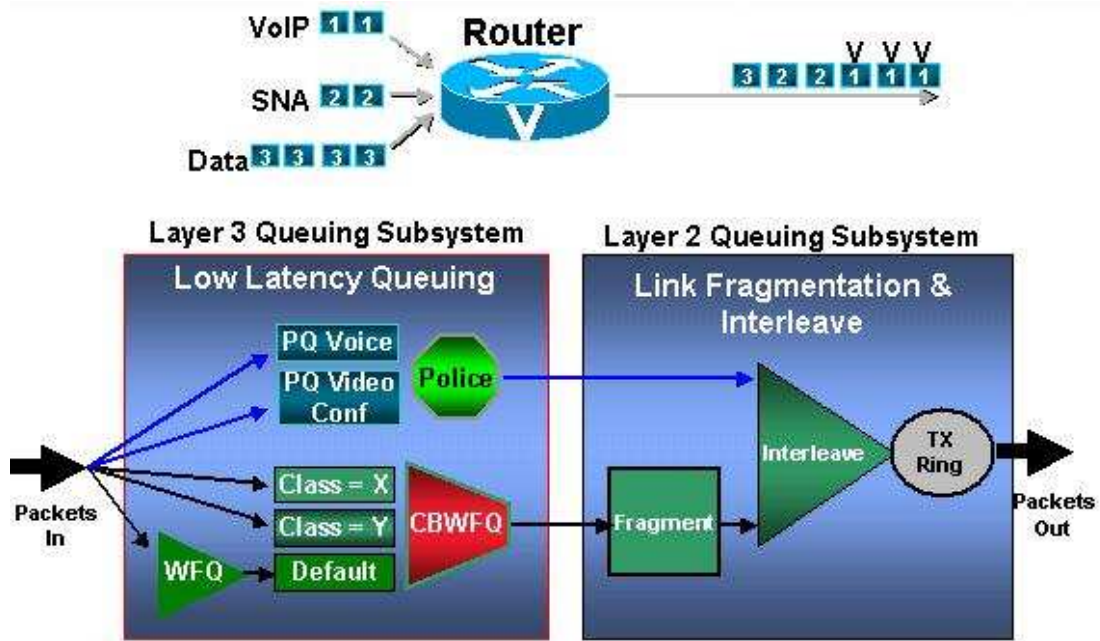 VoIP 1 1
Router
V V V
3 2 2 1 1 1
SNA 2 2
V
Data 3 3 3 3
Layer 3 Queuing Subsystem
Layer 2 Queuing Subsystem
Low Latency Queuing
Link Fragmentation &
Interleave
PQ Voice
PQ Video
Conf
Police
Packets
In
Class = X
Class = Y
WFQ
Default
CBWFQ
Fragment
Interleave
TX
Ring
Packets
Out